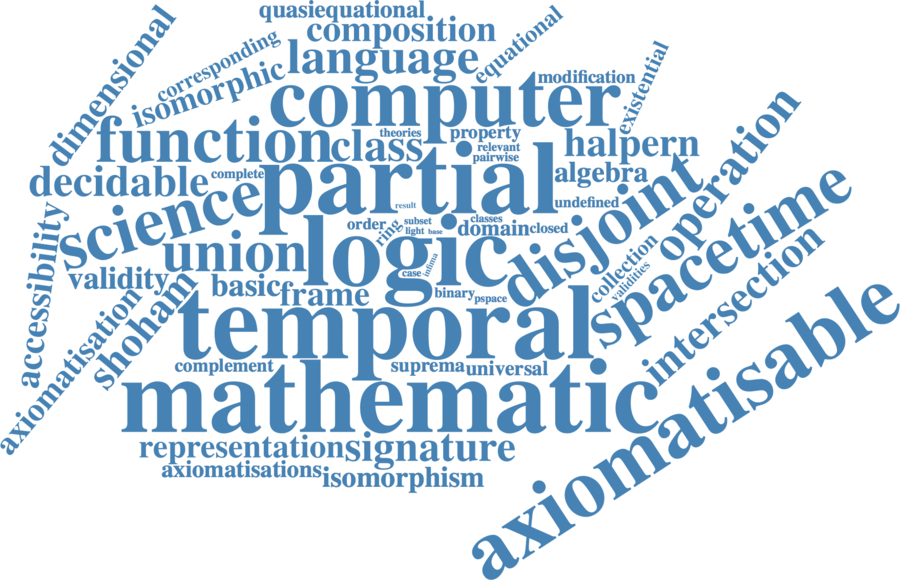 quasiequational
composition
corresponding
language
equational
dimensional
isomorphic
computer
modification
existential
function
theories
property
class
relevant
pairwise
halpern
decidable
complete
partial
algebra
operation
science
result
undefined
order
ring
subset
light
base
classes
domain
closed
disjoint
accessibility
validity
union
logic
case
infima
collection
validities
spacetime
basic
frame
binary
pspace
intersection
axiomatisation
shoham
temporal
complement
suprema
universal
mathematic
axiomatisable
representation
signature
axiomatisations
isomorphism